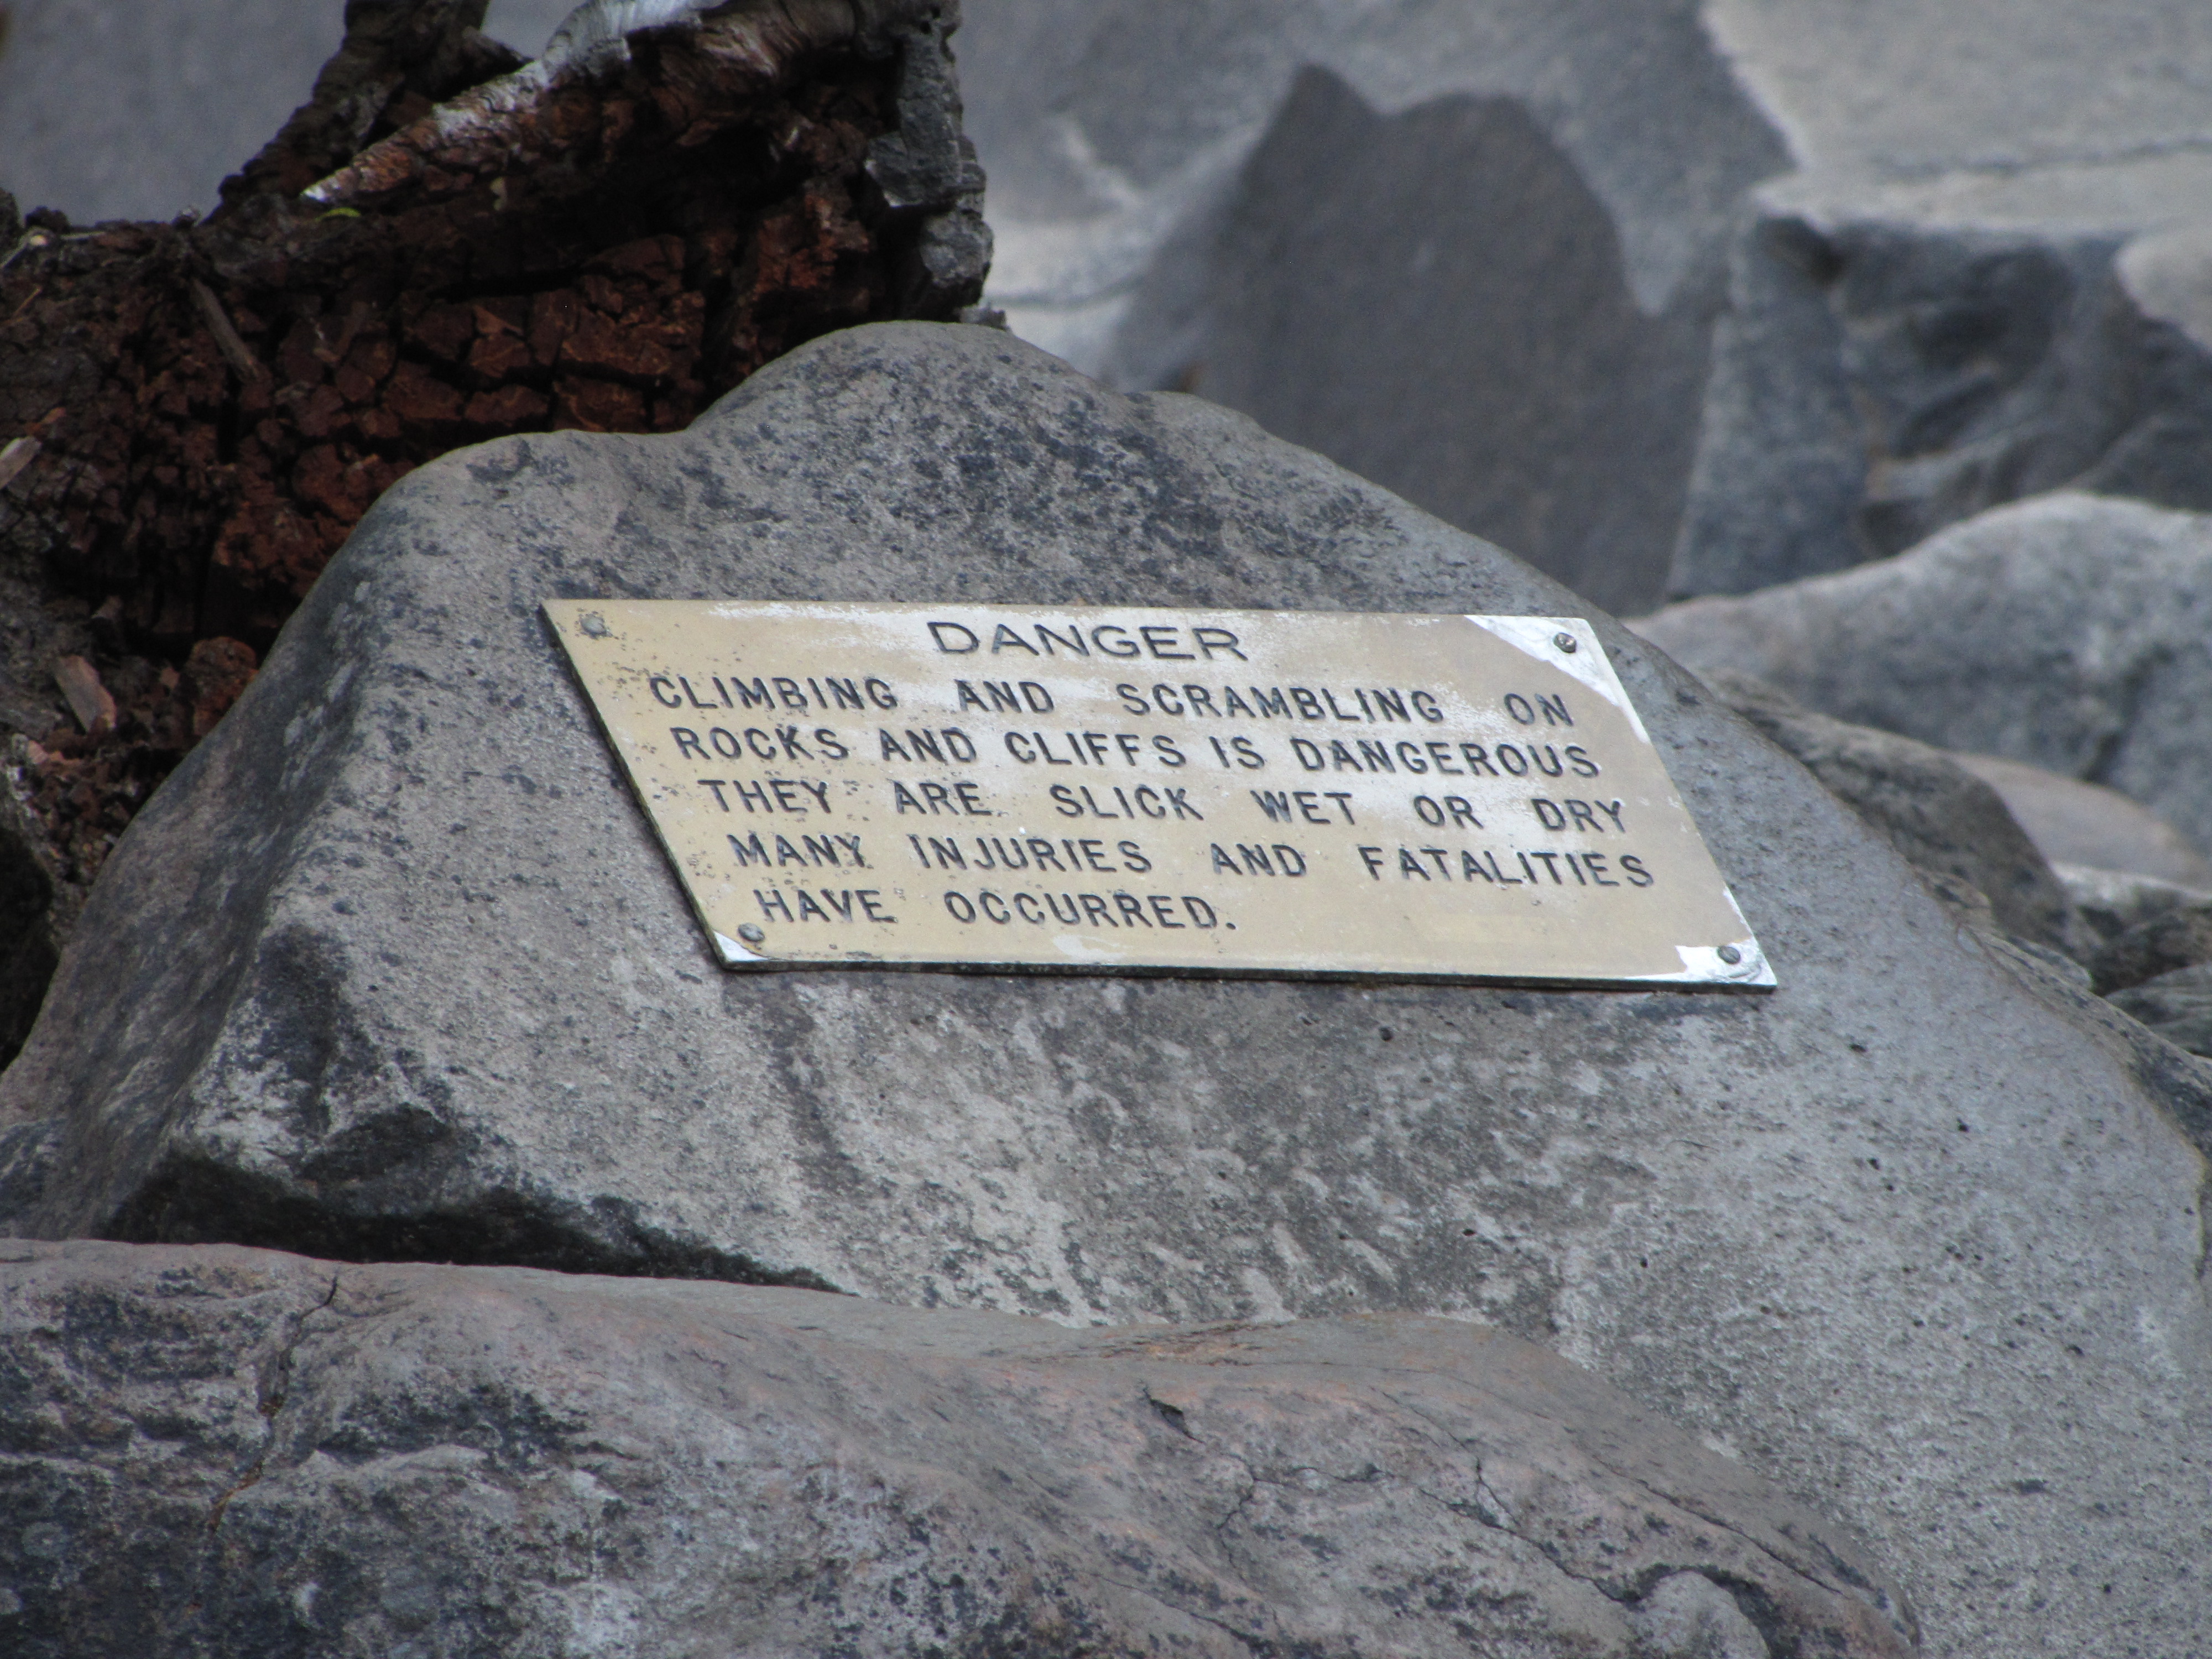 DANGER
CLIMBING AND SCRAMBLING ON
ROCKS AND CLIFFS IS DANGEROUS
THEY ARE SLICK WET OR DRY
MANY INJURIES AND FATALITIES
HAVE OCCURRED.